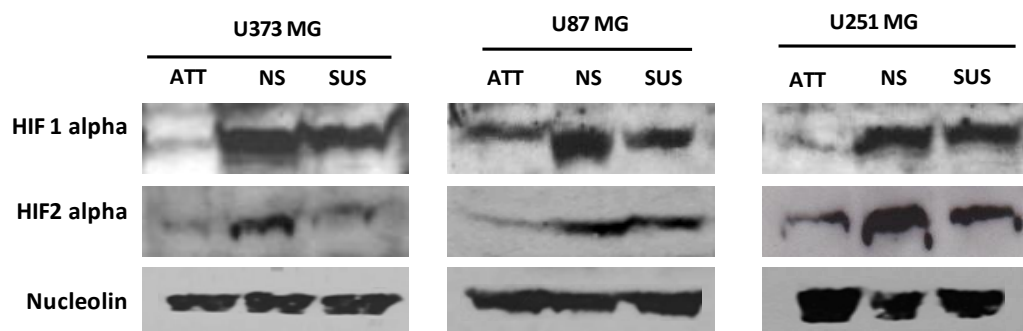 U373 MG U87 MG U251 MG
ATT NS SUS ATT NS SUS ATT NS SUS
HIF 1 alpha
HIF2 alpha
Nucleolin